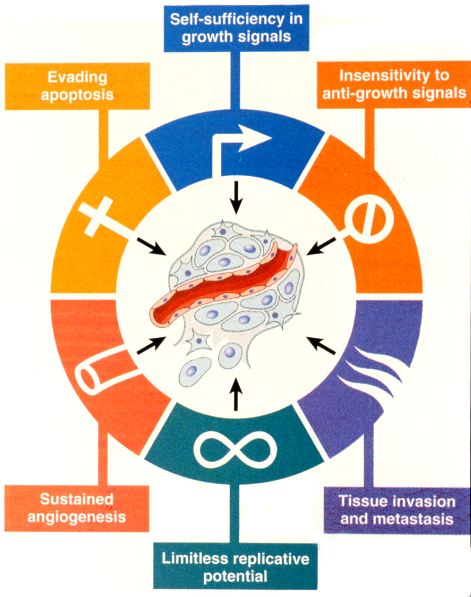 Self-sufficiency in
growth signals
Evading
apoptosis
Insensitivity to
anti-growth signals
Sustained
angiogenesis
Tissue invasion
and metastasis
Limitless replicative
potential